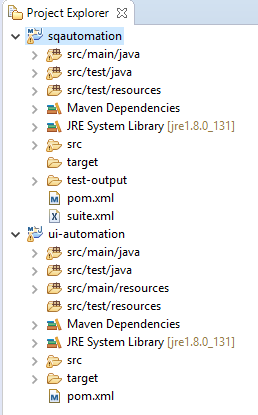 Project Explorer
sqautomation
src/main/java
src/test/java
src/test/resources
Maven Dependencies
JRE System Library [jre1.8.0_131]
src
target
test-output
pom.xml
suite.xml
ui-automation
src/main/java
src/test/java
src/main/resources
src/test/resources
Maven Dependencies
JRE System Library [jre1.8.0_131]
src
target
pom.xml